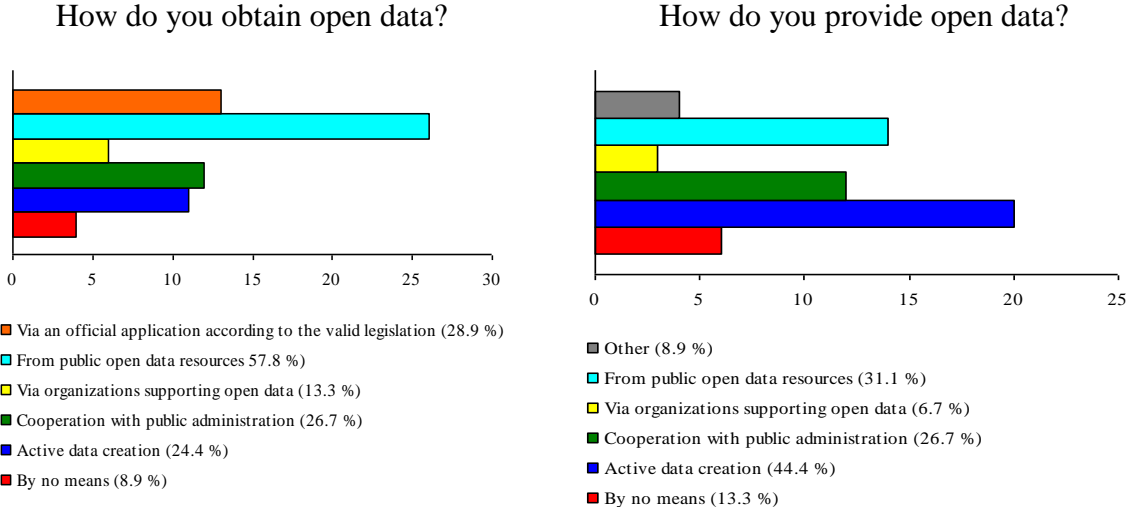 How do you obtain open data?
0 5 10 15 20 25 30
Via an official application according to the valid legislation (28.9 %)
From public open data resources 57.8 %)
Via organizations supporting open data (13.3 %)
Cooperation with public administration (26.7 %)
Active data creation (24.4 %)
By no means (8.9 %)
How do you provide open data?
0 5 10 15 20 25
Other (8.9 %)
From public open data resources (31.1 %)
Via organizations supporting open data (6.7 %)
Cooperation with public administration (26.7 %)
Active data creation (44.4 %)
By no means (13.3 %)